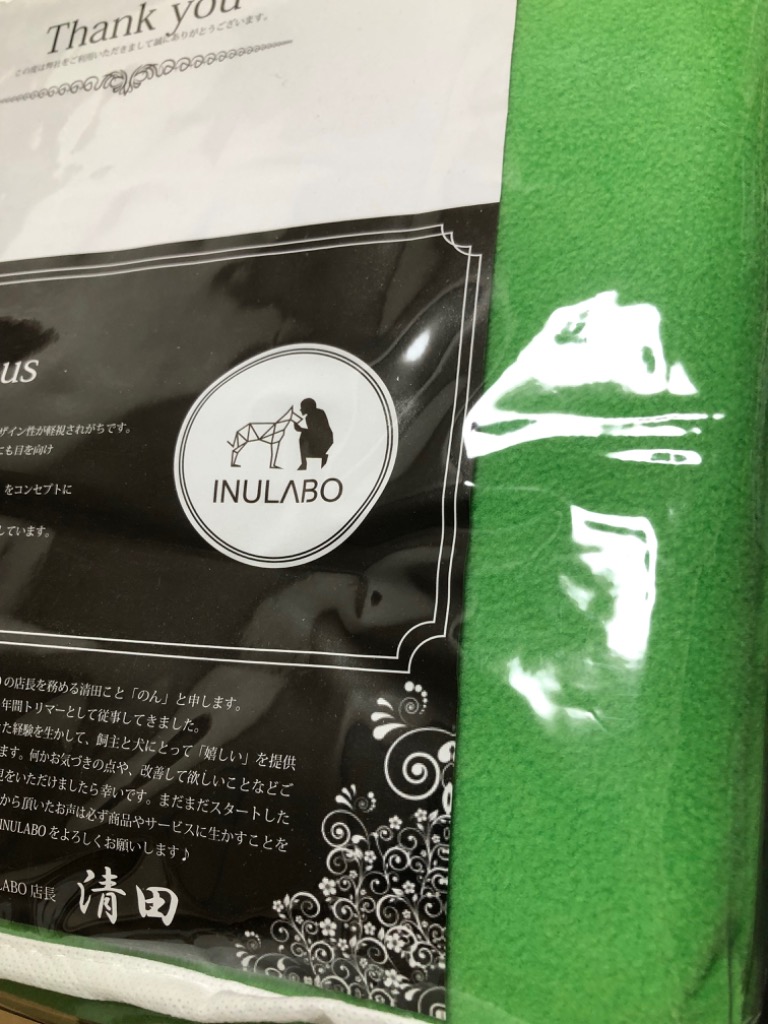 Thank you
この度は弊社をご利用いただきまして誠にありがとうございます。
us
ザイン性が軽視されがちです。
ても目を向け
をコンセプトに
しています。
INULABO
の店長を務める清田こと「のん」と申します。
年間トリマーとして従事してきました。
た経験を生かして、飼主と犬にとって「嬉しい」を提供
ます。何かお気づきの点や、改善して欲しいことなどご
見をいただけましたら幸いです。まだまだスタートした
から頂いたお声は必ず商品やサービスに生かすことを
INULABOをよろしくお願いします♪
LABO 店長 清田